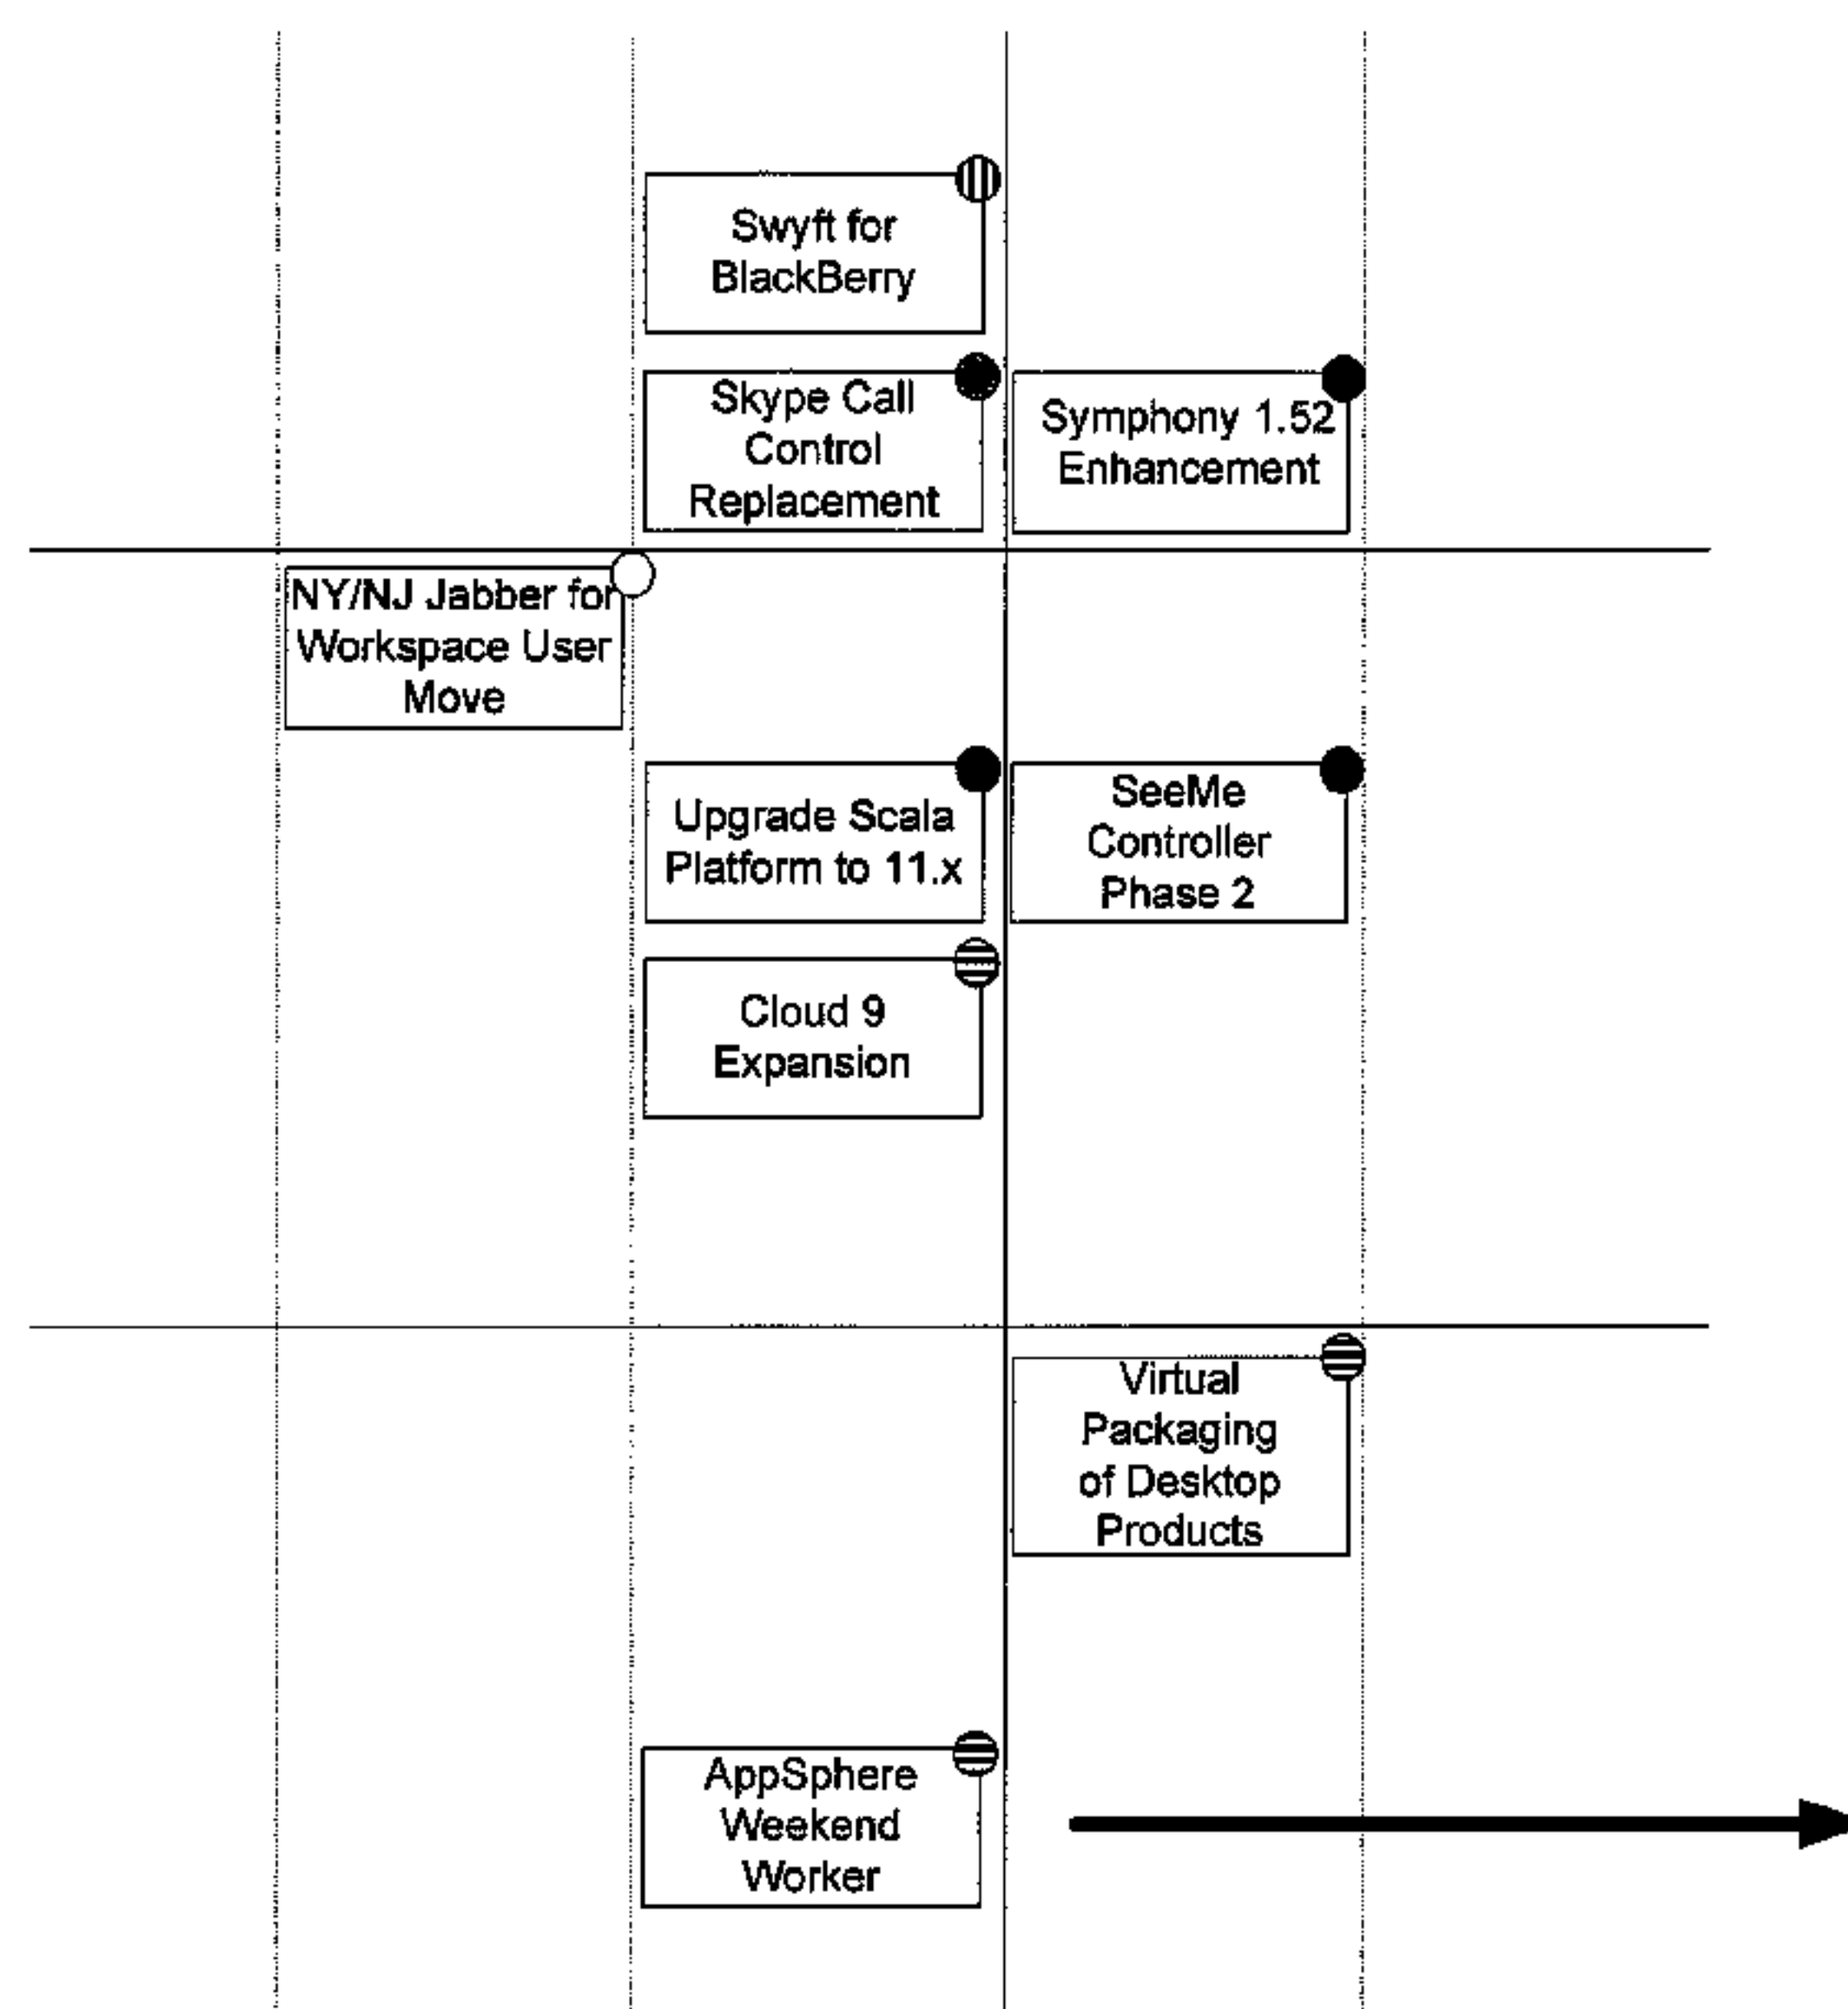 Swyft for
BlackBerry
Skype Call
Control
Replacement
Symphony 1.52
Enhancement
NY/NJ Jabber for
Workspace User
Move
Upgrade Scala
Platform to 11.x
SeeMe
Controller
Phase 2
Cloud 9
Expansion
Virtual
Packaging
of Desktop
Products
AppSphere
Weekend
Worker